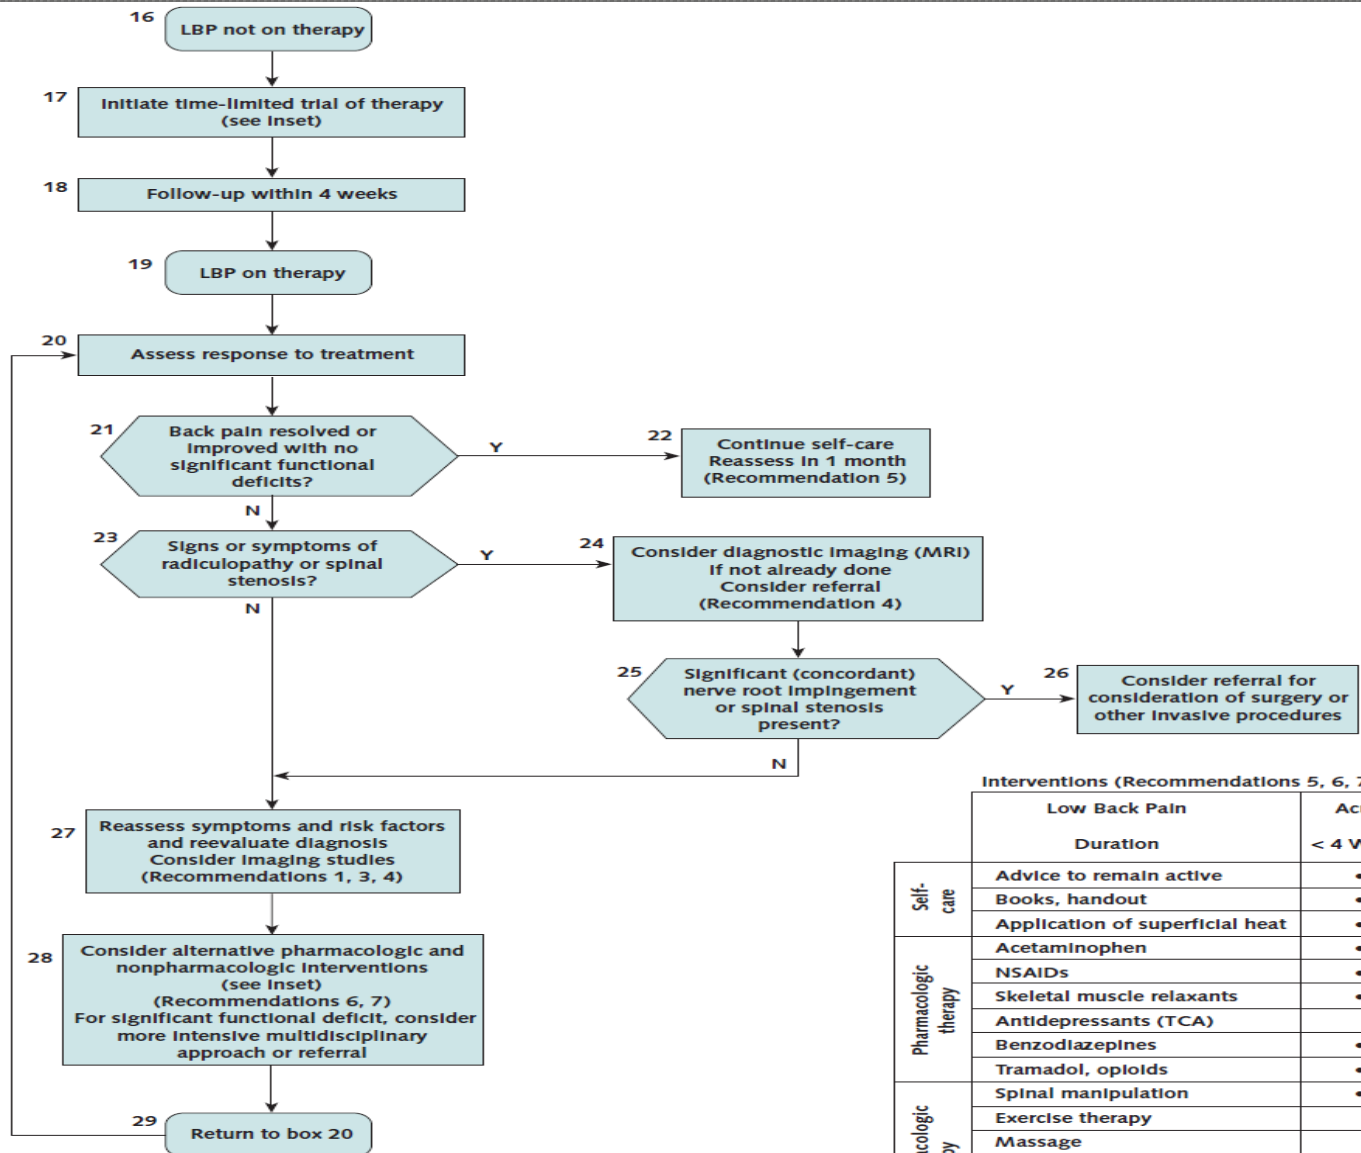 16
LBP not on therapy
17
Initiate time-limited trial of therapy
(see Inset)
18
Follow-up within 4 weeks
19
LBP on therapy
20
Assess response to treatment
21
Back pain resolved or
improved with no
significant functional
deficits?
Y
22
Continue self-care
Reassess in 1 month
(Recommendation 5)
N
23
Signs or symptoms of
radiculopathy or spinal
stenosis?
Y
24
Consider diagnostic imaging (MRI)
if not already done
Consider referral
(Recommendation 4)
N
25
Significant (concordant)
nerve root impingement
or spinal stenosis
present?
Y
26
Consider referral for
consideration of surgery or
other invasive procedures
N
27
Reassess symptoms and risk factors
and reevaluate diagnosis
Consider imaging studies
(Recommendations 1, 3, 4)
28
Consider alternative pharmacologic and
nonpharmacologic interventions
(see inset)
(Recommendations 6, 7)
For significant functional deficit, consider
more intensive multidisciplinary
approach or referral
29
Return to box 20
Interventions (Recommendations 5, 6, 7
Low Back Pain
Duration
< 4
Self-
care
Advice to remain active
Books, handout
Application of superficial heat
Pharmacologic
therapy
Acetaminophen
NSAIDs
Skeletal muscle relaxants
Antidepressants (TCA)
Benzodiazepines
Tramadol, opioids
Spinal manipulation
Exercise therapy
Massage